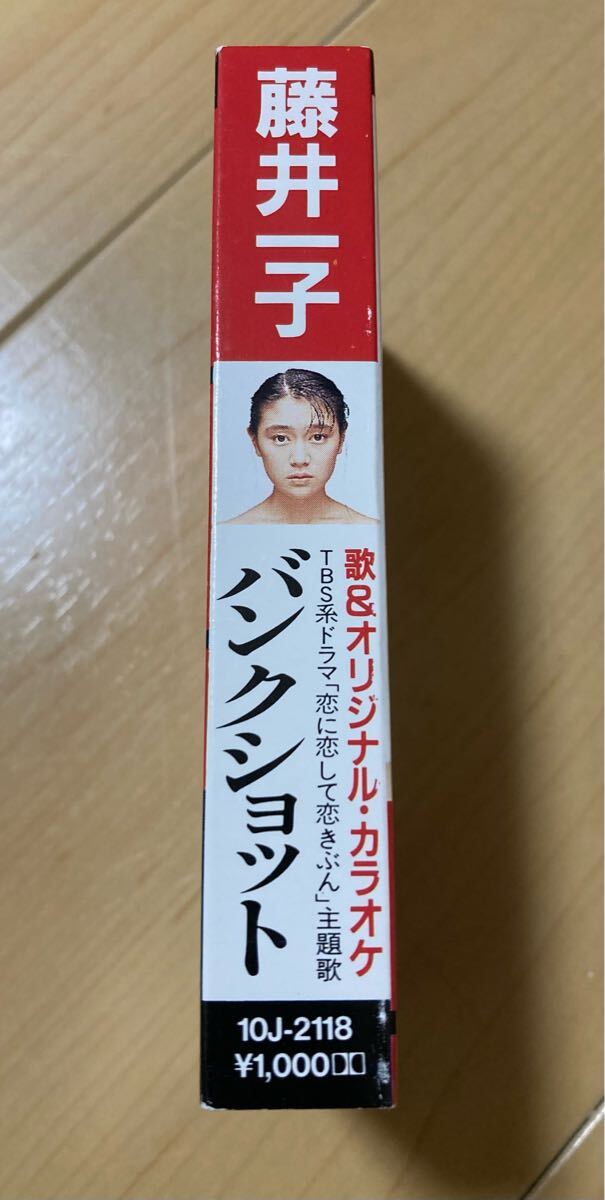 藤井一子
歌&オリジナル・カラオケ
TBS系ドラマ「恋に恋して恋きぶん」主題歌
バンクショット
10J-2118
¥1,000